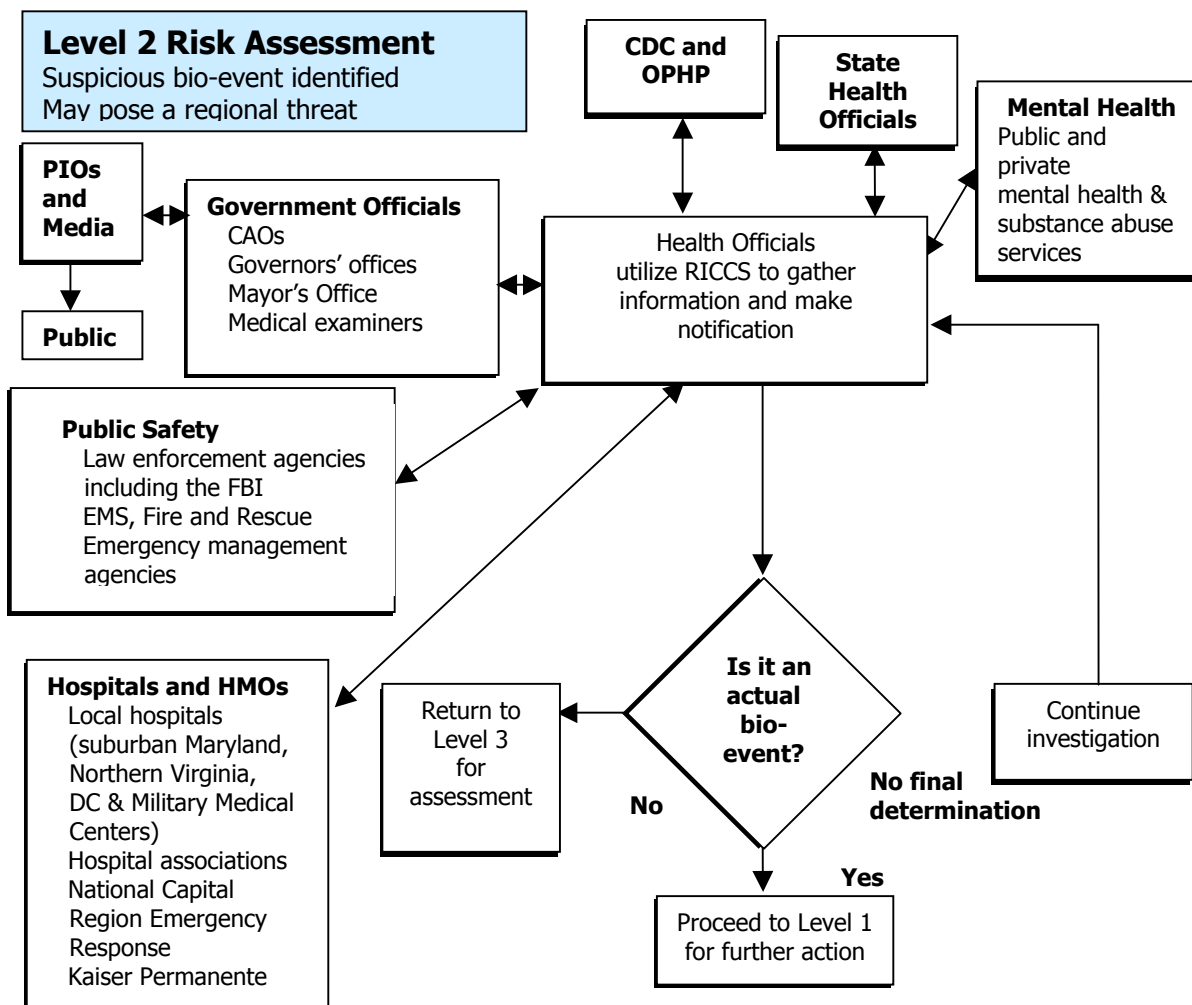 Level 2 Risk Assessment
Suspicious bio-event identified
May pose a regional threat
CDC and
OPHP
State
Health
Officials
Mental Health
Public and
private
mental health &
substance abuse
services
PIOs
and
Media
Public
Government Officials
CAOs
Governors’ offices
Mayor’s Office
Medical examiners
Health Officials
utilize RICCS to gather
information and make
notification
Public Safety
Law enforcement agencies
including the FBI
EMS, Fire and Rescue
Emergency management
agencies
Hospitals and HMOs
Local hospitals
(suburban Maryland,
Northern Virginia,
DC & Military Medical
Centers)
Hospital associations
National Capital
Region Emergency
Response
Kaiser Permanente
Return to
Level 3
for
assessment
Is it an
actual
bio-
event?
No
No final
determination
Yes
Continue
investigation
Proceed to Level 1
for further action